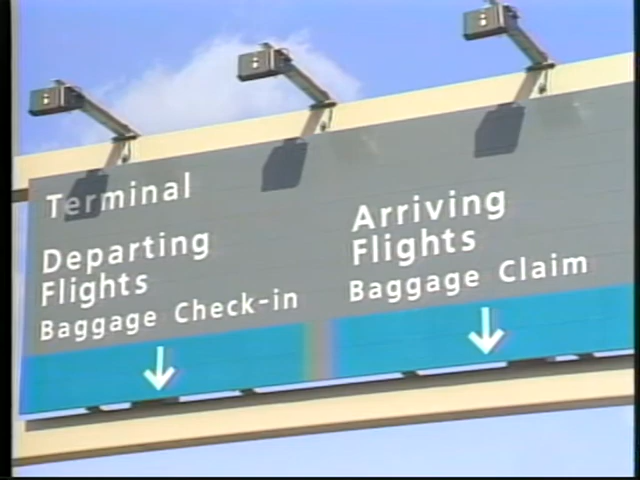 Terminal
Departing
Flights
Baggage Check-in
Arriving
Flights
Baggage Claim